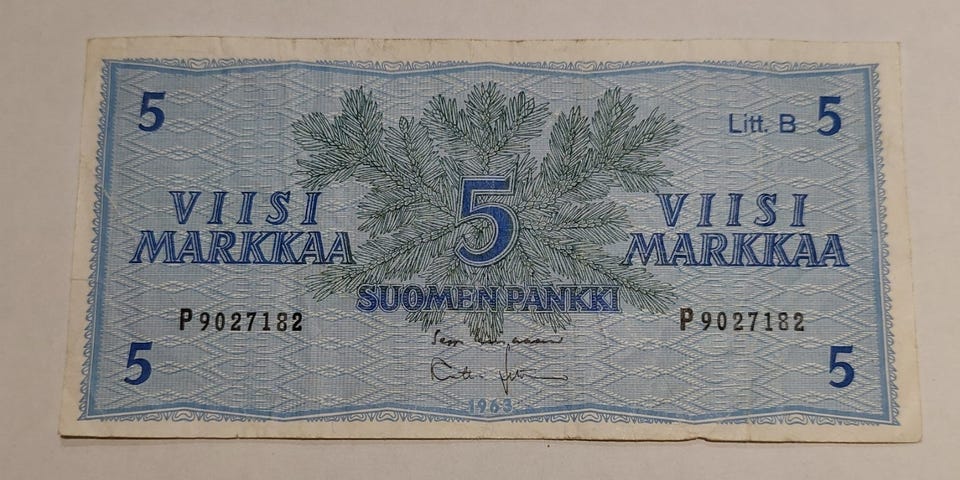 5
Litt. B 5
VIISI
MARKKAA
5
VIISI
MARKKAA
SUOMEN PANKKI
P9027182
P9027182
1963
5
5